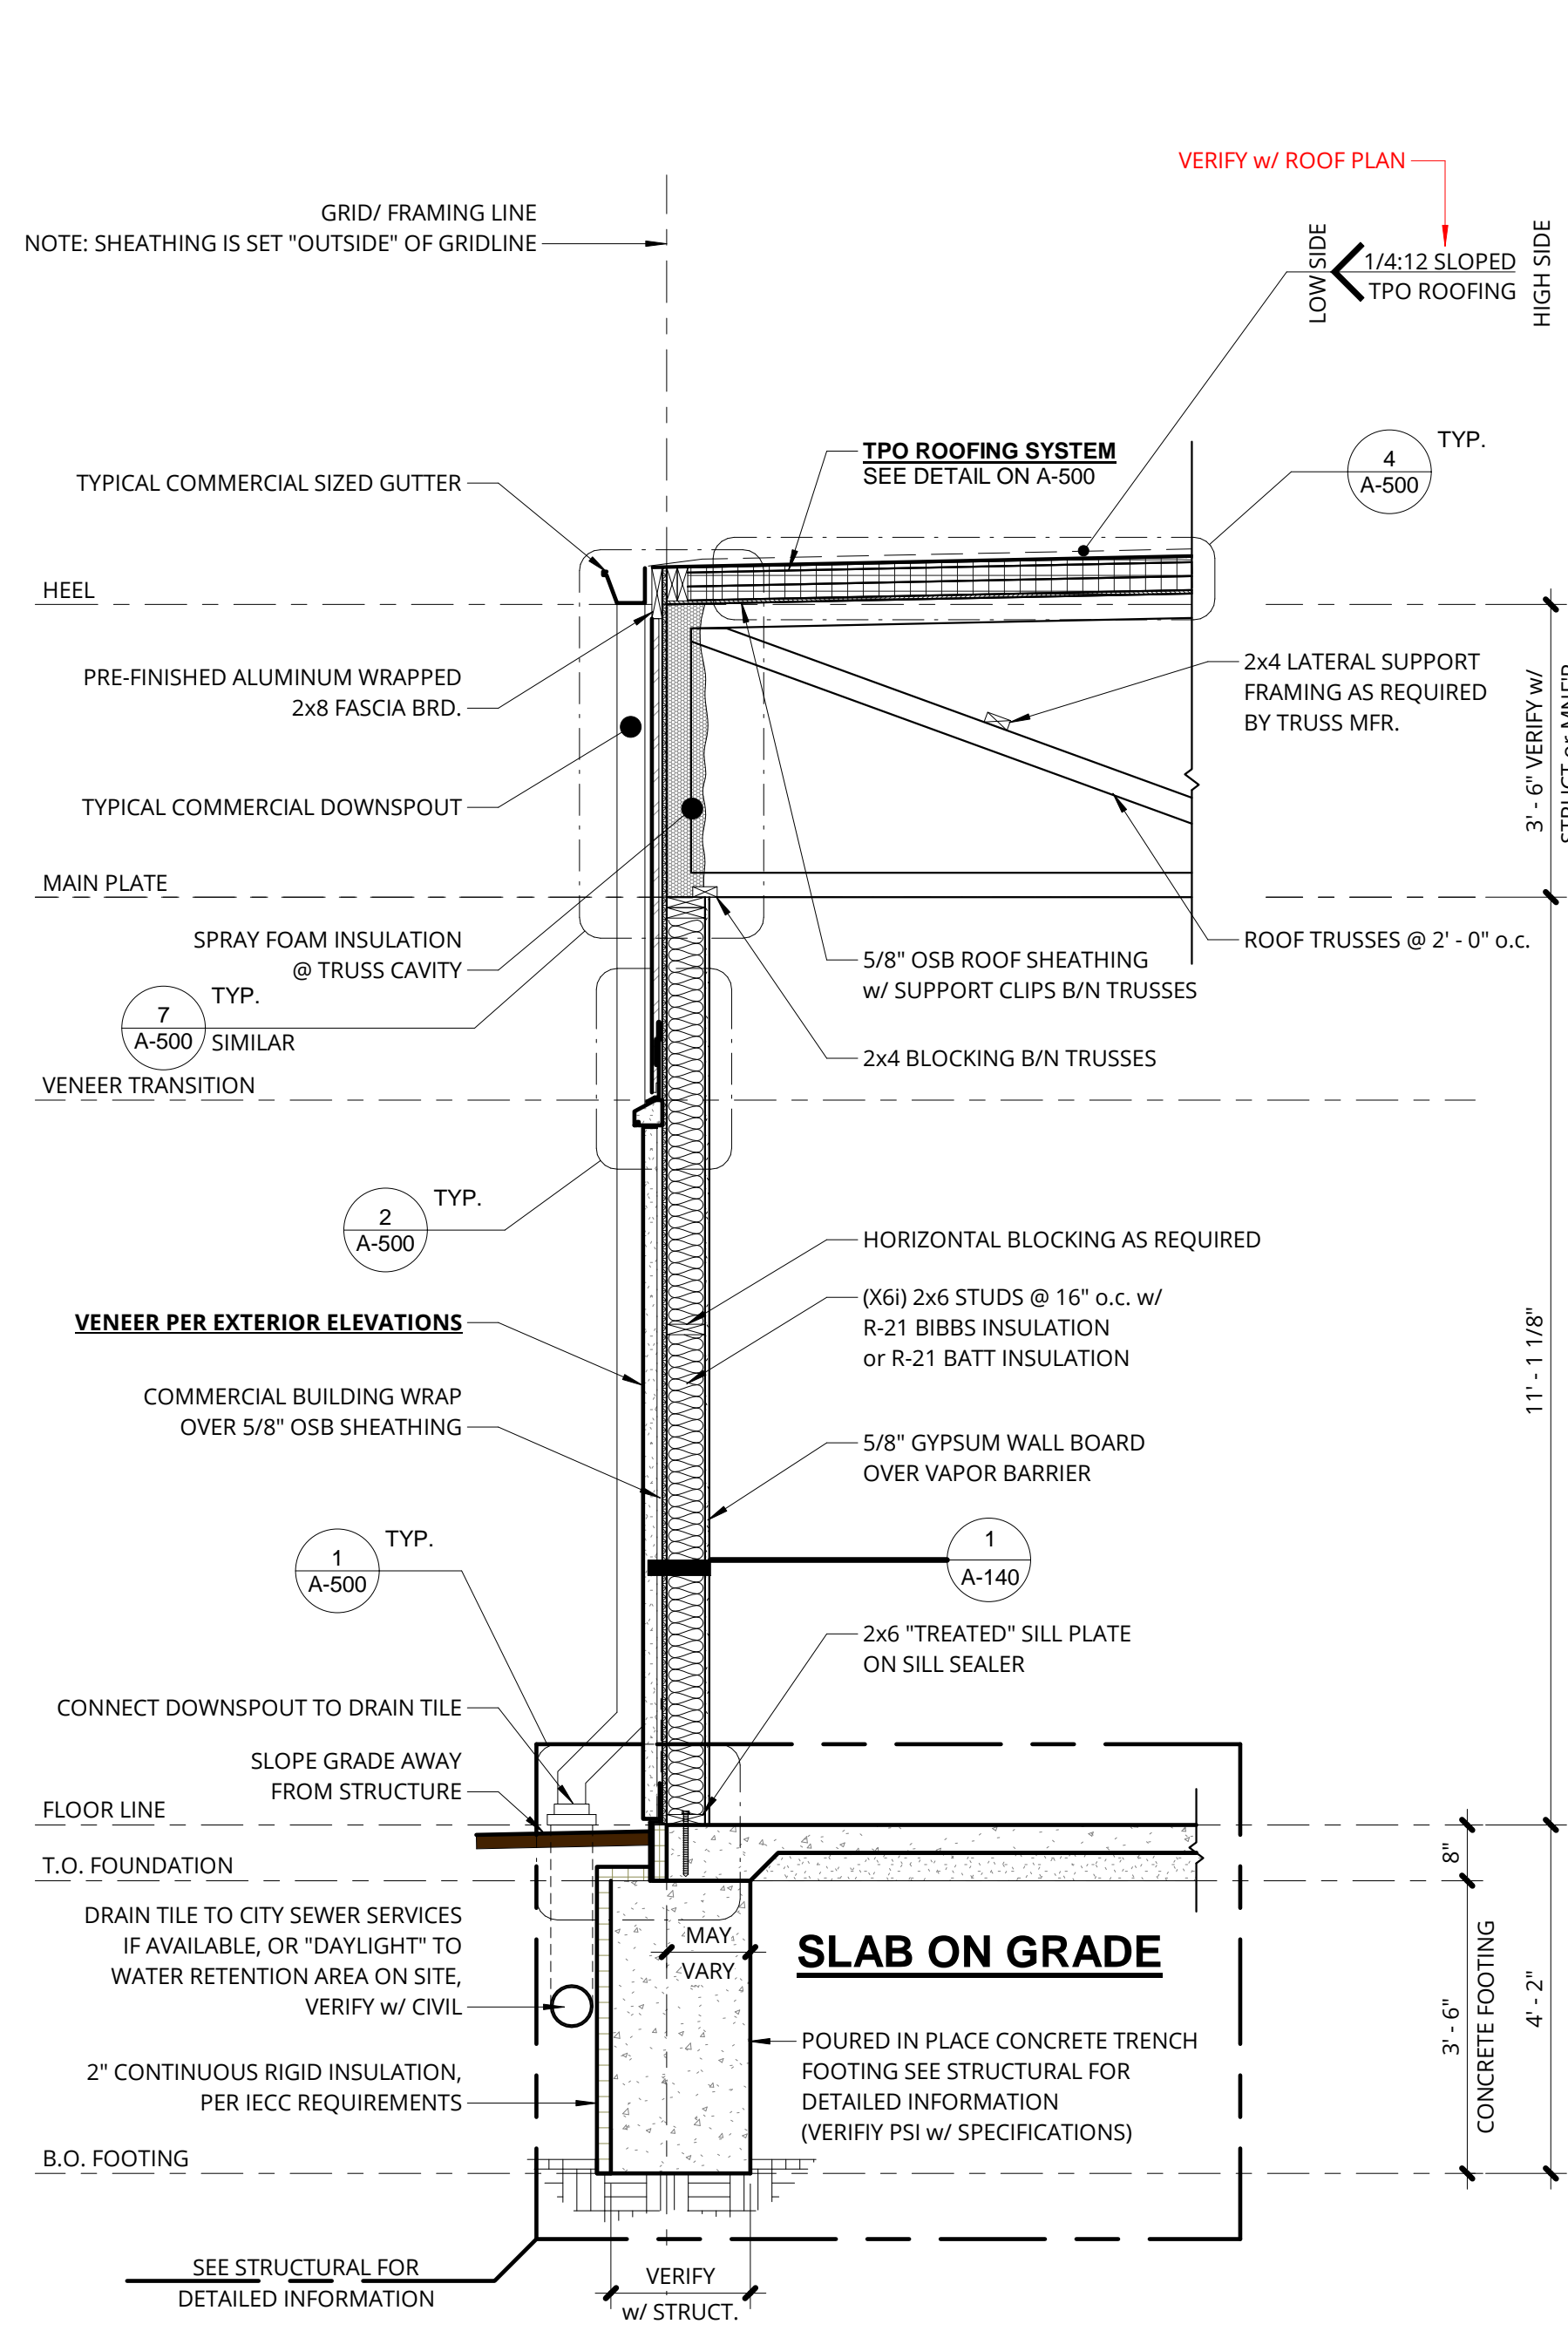 VERIFY w/ ROOF PLAN
GRID/ FRAMING LINE
NOTE: SHEATHING IS SET "OUTSIDE" OF GRIDLINE
LOW SIDE
1/4:12 SLOPED
TPO ROOFING
HIGH SIDE
TPO ROOFING SYSTEM
SEE DETAIL ON A-500
4
A-500
TYP.
TYPICAL COMMERCIAL SIZED GUTTER
HEEL
PRE-FINISHED ALUMINUM WRAPPED
2x8 FASCIA BRD.
2x4 LATERAL SUPPORT
FRAMING AS REQUIRED
BY TRUSS MFR.
3' - 6" VERIFY w/
STRUCT or MNFR
TYPICAL COMMERCIAL DOWNSPOUT
MAIN PLATE
SPRAY FOAM INSULATION
@ TRUSS CAVITY
ROOF TRUSSES @ 2' - 0" o.c.
5/8" OSB ROOF SHEATHING
w/ SUPPORT CLIPS B/N TRUSSES
7
A-500
TYP.
SIMILAR
2x4 BLOCKING B/N TRUSSES
VENEER TRANSITION
2
A-500
TYP.
HORIZONTAL BLOCKING AS REQUIRED
(X6i) 2x6 STUDS @ 16" o.c. w/
R-21 BIBBS INSULATION
or R-21 BATT INSULATION
VENEER PER EXTERIOR ELEVATIONS
11' - 1 1/8"
COMMERCIAL BUILDING WRAP
OVER 5/8" OSB SHEATHING
5/8" GYPSUM WALL BOARD
OVER VAPOR BARRIER
1
A-500
TYP.
1
A-140
2x6 "TREATED" SILL PLATE
ON SILL SEALER
CONNECT DOWNSPOUT TO DRAIN TILE
SLOPE GRADE AWAY
FROM STRUCTURE
FLOOR LINE
8"
T.O. FOUNDATION
DRAIN TILE TO CITY SEWER SERVICES
IF AVAILABLE, OR "DAYLIGHT" TO
WATER RETENTION AREA ON SITE,
VERIFY w/ CIVIL
MAY
VARY
SLAB ON GRADE
3' - 6"
CONCRETE FOOTING
4' - 2"
POURED IN PLACE CONCRETE TRENCH
FOOTING SEE STRUCTURAL FOR
DETAILED INFORMATION
(VERIFIY PSI w/ SPECIFICATIONS)
2" CONTINUOUS RIGID INSULATION,
PER IECC REQUIREMENTS
B.O. FOOTING
SEE STRUCTURAL FOR
DETAILED INFORMATION
VERIFY
w/ STRUCT.